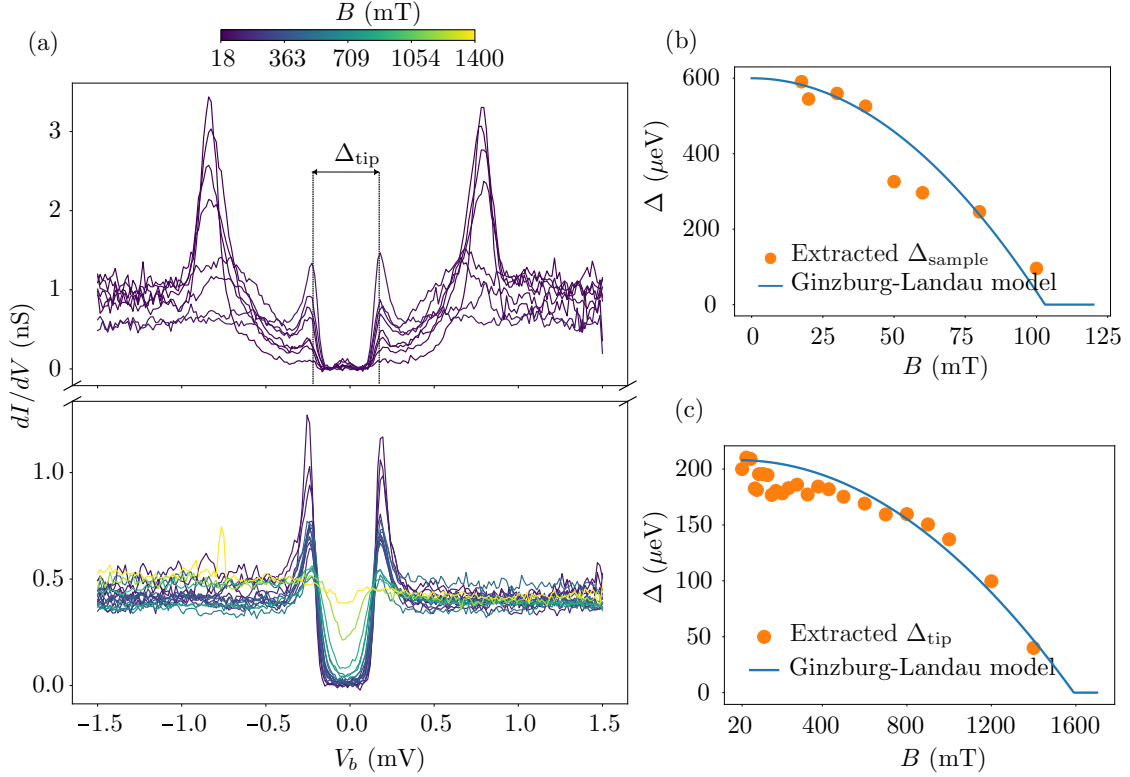 (a)
B (mT)
18 363 709 1054 1400
Δtip
3
2
1
0
1.0
0.5
0.0
dI/dV (nS)
−1.5 −1.0 −0.5 0.0 0.5 1.0 1.5
Vb (mV)
(b)
600
400
200
0
Δ (μeV)
Extracted Δsample
Ginzburg-Landau model
0 25 50 75 100 125
B (mT)
(c)
200
150
100
50
0
Δ (μeV)
Extracted Δtip
Ginzburg-Landau model
20 400 800 1200 1600
B (mT)